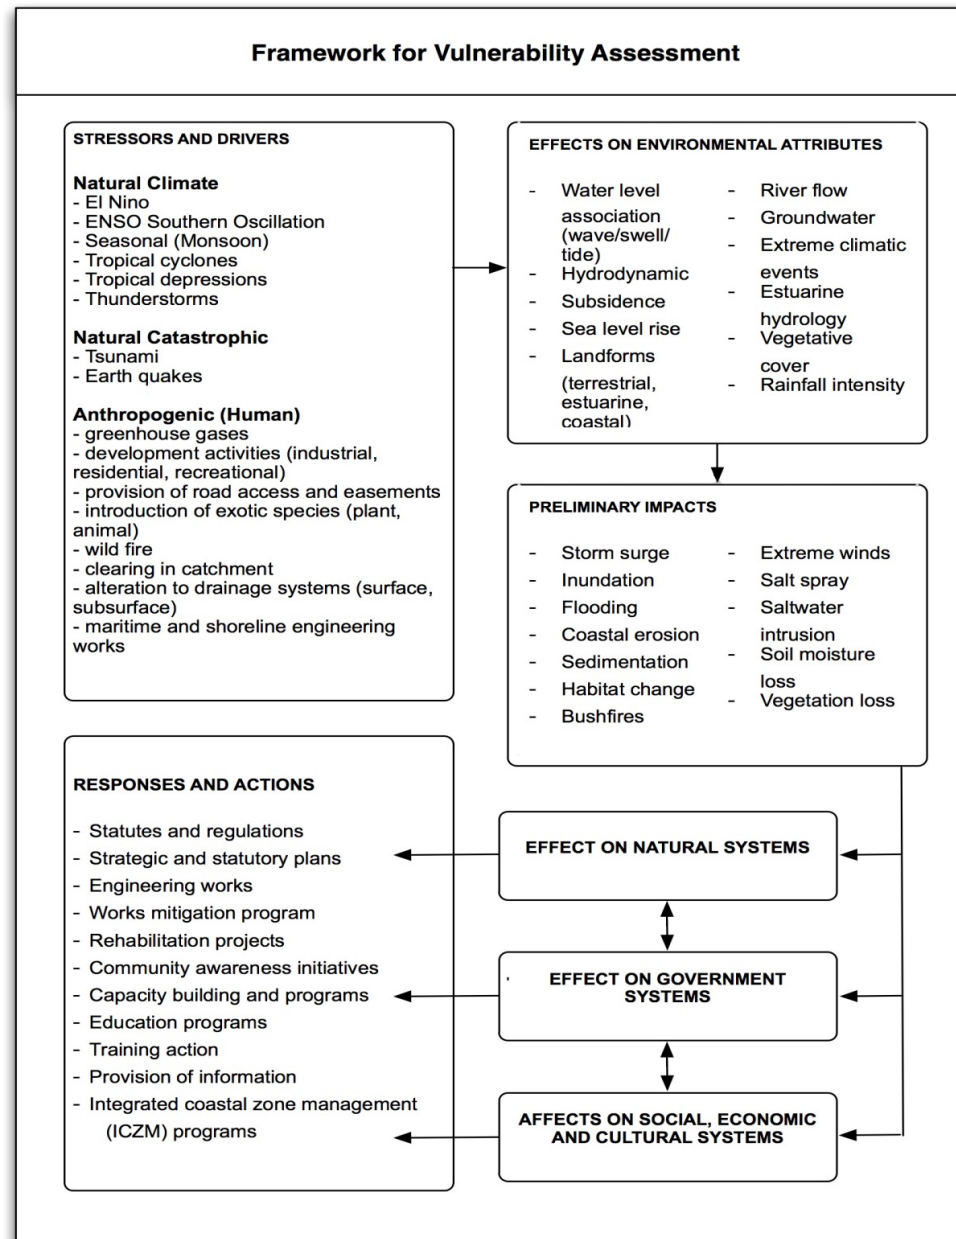 Framework for Vulnerability Assessment
STRESSORS AND DRIVERS
Natural Climate
- El Nino
- ENSO Southern Oscillation
- Seasonal (Monsoon)
- Tropical cyclones
- Tropical depressions
- Thunderstorms
Natural Catastrophic
- Tsunami
- Earth quakes
Anthropogenic (Human)
- greenhouse gases
- development activities (industrial,
residential, recreational)
- provision of road access and easements
- introduction of exotic species (plant,
animal)
- wild fire
- clearing in catchment
- alteration to drainage systems (surface,
subsurface)
- maritime and shoreline engineering
works
EFFECTS ON ENVIRONMENTAL ATTRIBUTES
- Water level
association
(wave/swell/
tide)
- Hydrodynamic
- Subsidence
- Sea level rise
- Landforms
(terrestrial,
estuarine,
coastal)
- River flow
- Groundwater
- Extreme climatic
events
- Estuarine
hydrology
- Vegetative
cover
- Rainfall intensity
PRELIMINARY IMPACTS
- Storm surge
- Inundation
- Flooding
- Coastal erosion
- Sedimentation
- Habitat change
- Bushfires
- Extreme winds
- Salt spray
- Saltwater
intrusion
- Soil moisture
loss
- Vegetation loss
EFFECT ON NATURAL SYSTEMS
EFFECT ON GOVERNMENT
SYSTEMS
AFFECTS ON SOCIAL, ECONOMIC
AND CULTURAL SYSTEMS
RESPONSES AND ACTIONS
- Statutes and regulations
- Strategic and statutory plans
- Engineering works
- Works mitigation program
- Rehabilitation projects
- Community awareness initiatives
- Capacity building and programs
- Education programs
- Training action
- Provision of information
- Integrated coastal zone management
(ICZM) programs